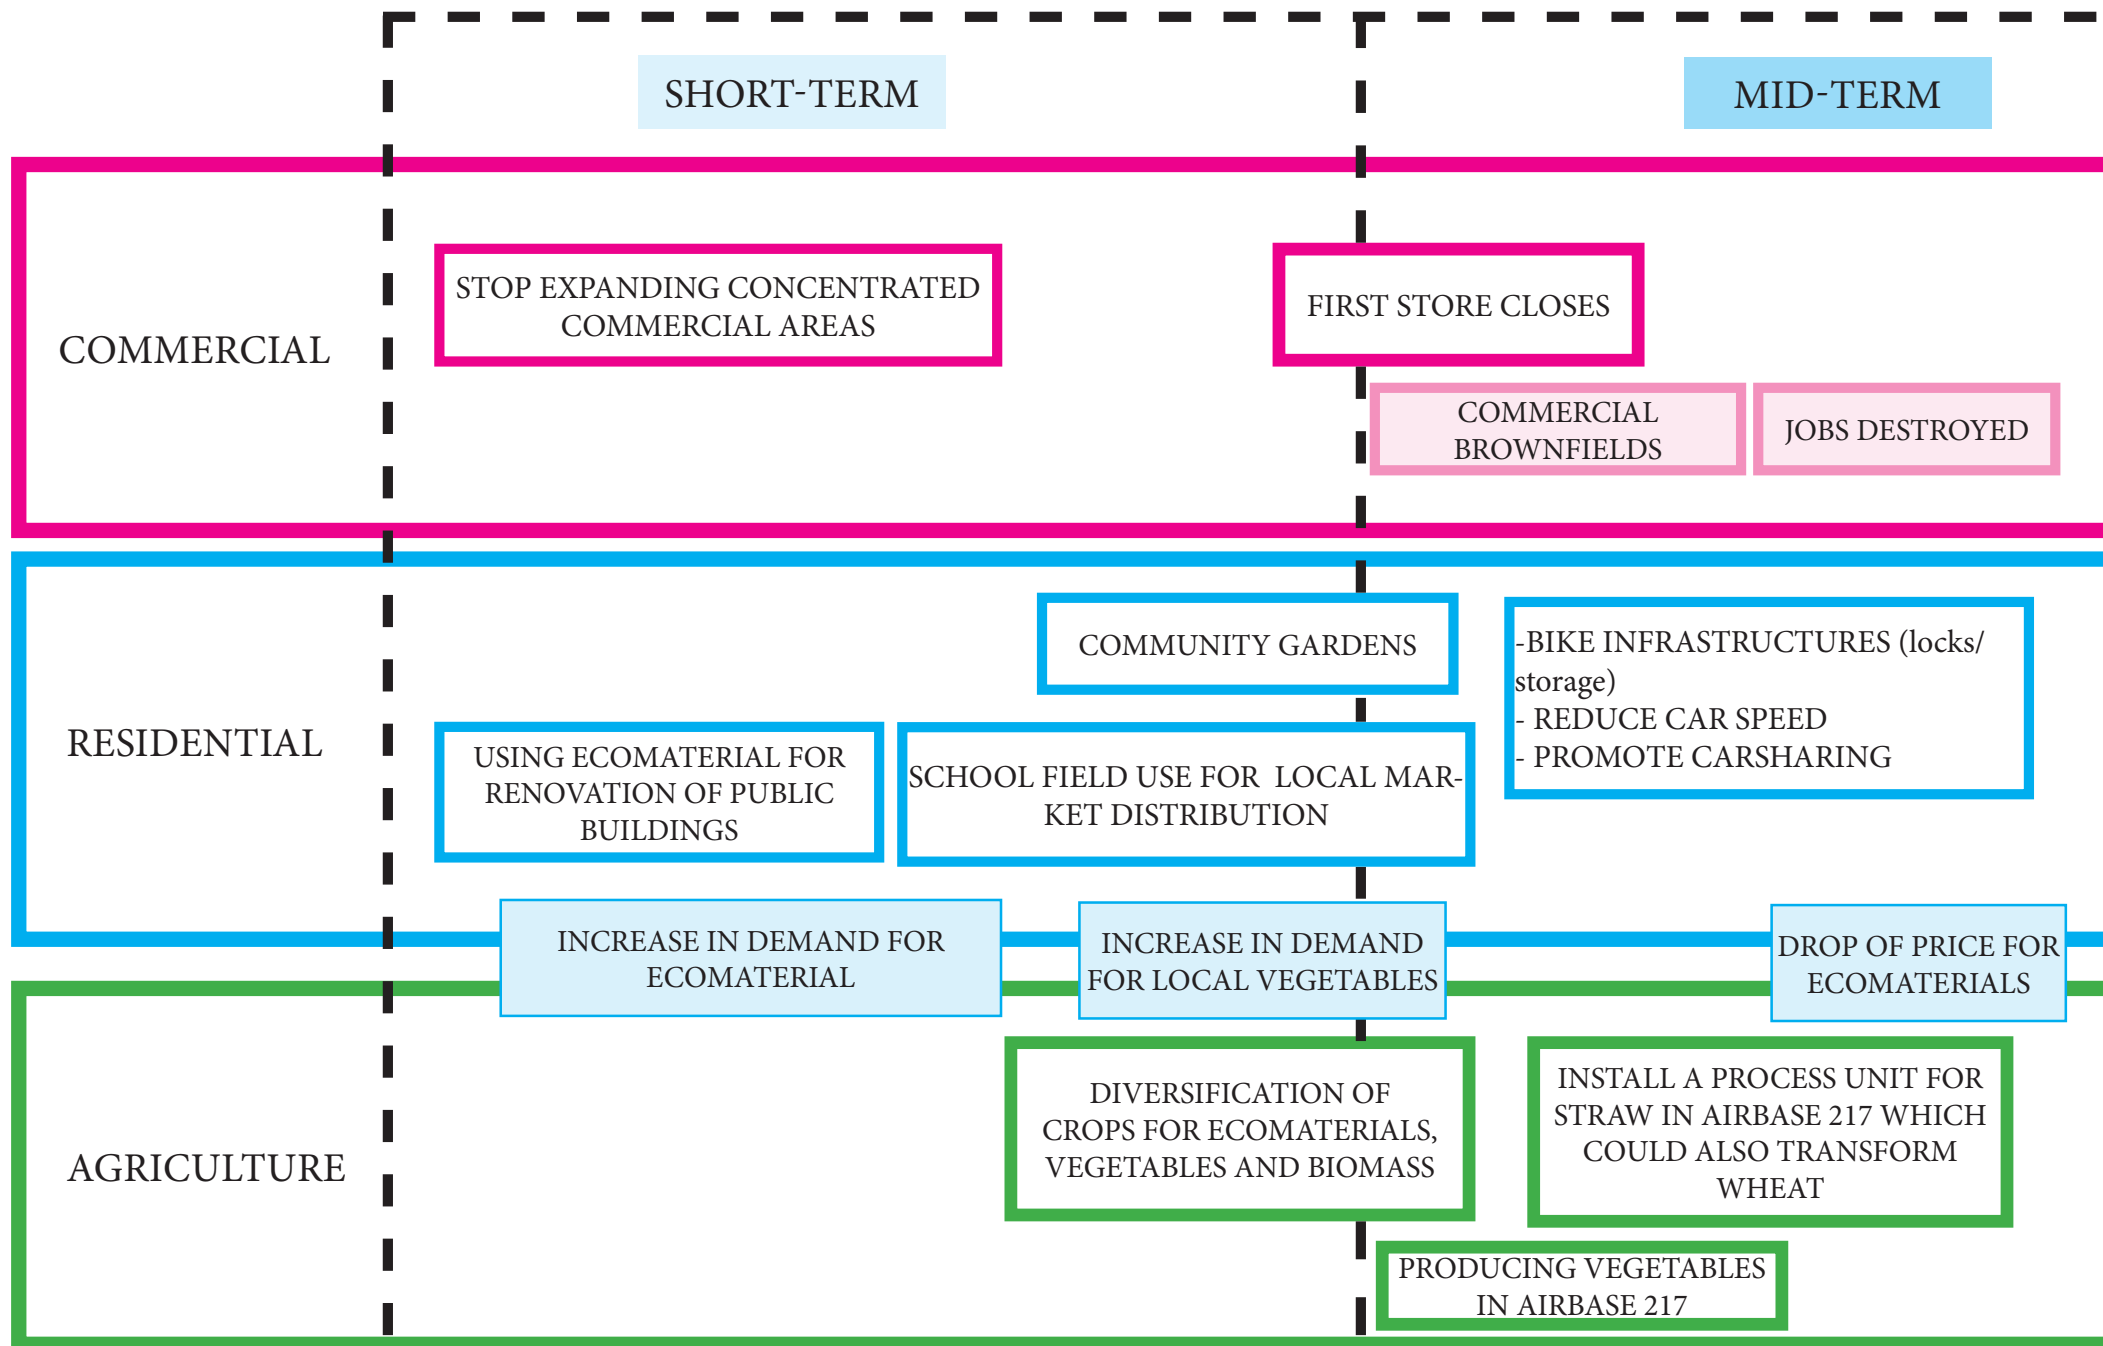 SHORT-TERM
MID-TERM
COMMERCIAL
STOP EXPANDING CONCENTRATED
COMMERCIAL AREAS
FIRST STORE CLOSES
COMMERCIAL
BROWNFIELDS
JOBS DESTROYED
RESIDENTIAL
COMMUNITY GARDENS
-BIKE INFRASTRUCTURES (locks/
storage)
- REDUCE CAR SPEED
- PROMOTE CARSHARING
USING ECOMATERIAL FOR
RENOVATION OF PUBLIC
BUILDINGS
SCHOOL FIELD USE FOR  LOCAL MAR-
KET DISTRIBUTION
INCREASE IN DEMAND FOR
ECOMATERIAL
INCREASE IN DEMAND
FOR LOCAL VEGETABLES
DROP OF PRICE FOR
ECOMATERIALS
AGRICULTURE
DIVERSIFICATION OF
CROPS FOR ECOMATERIALS,
VEGETABLES AND BIOMASS
INSTALL A PROCESS UNIT FOR
STRAW IN AIRBASE 217 WHICH
COULD ALSO TRANSFORM
WHEAT
PRODUCING VEGETABLES
IN AIRBASE 217